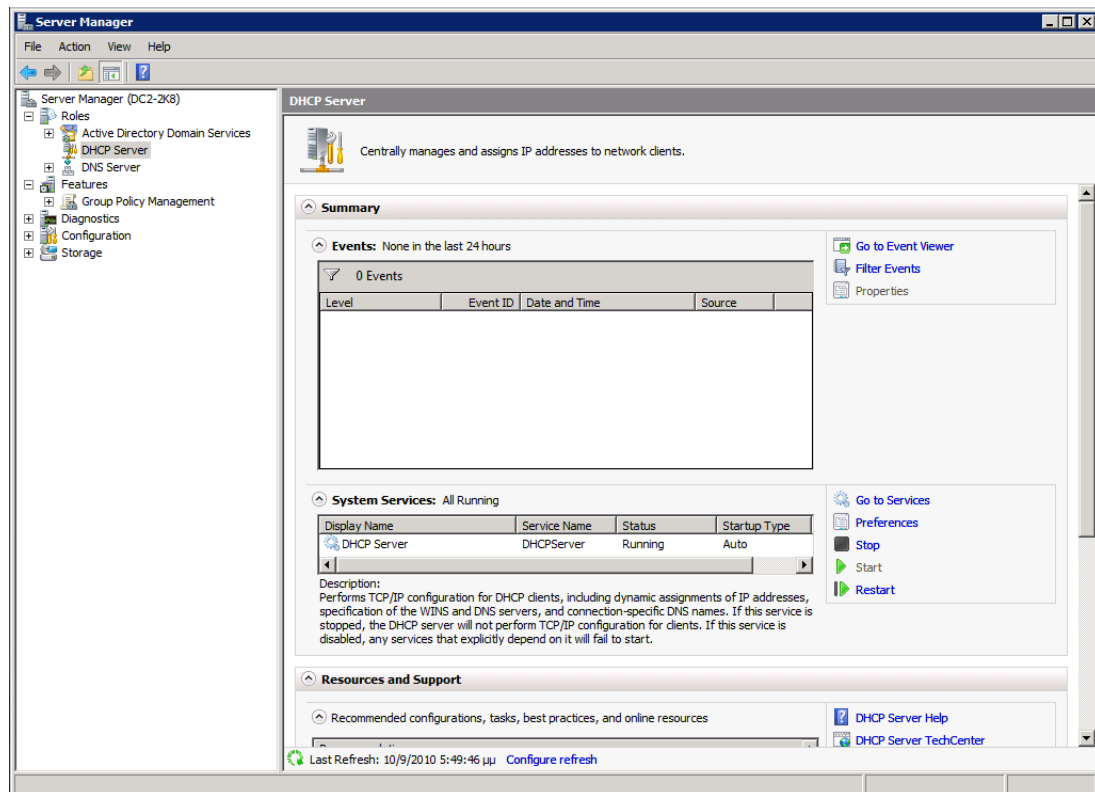 Server Manager
File Action View Help
Server Manager (DC2-2K8)
Roles
Active Directory Domain Services
DHCP Server
DNS Server
Features
Group Policy Management
Diagnostics
Configuration
Storage
DHCP Server
Centrally manages and assigns IP addresses to network clients.
Summary
Events: None in the last 24 hours
0 Events
Level Event ID Date and Time Source
Go to Event Viewer
Filter Events
Properties
System Services: All Running
Display Name Service Name Status Startup Type
DHCP Server DHCPServer Running Auto
Description:
Performs TCP/IP configuration for DHCP clients, including dynamic assignments of IP addresses,
specification of the WINS and DNS servers, and connection-specific DNS names. If this service is
stopped, the DHCP server will not perform TCP/IP configuration for clients. If this service is
disabled, any services that explicitly depend on it will fail to start.
Go to Services
Preferences
Stop
Start
Restart
Resources and Support
Recommended configurations, tasks, best practices, and online resources
DHCP Server Help
DHCP Server TechCenter
Last Refresh: 10/9/2010 5:49:46 μμ Configure refresh